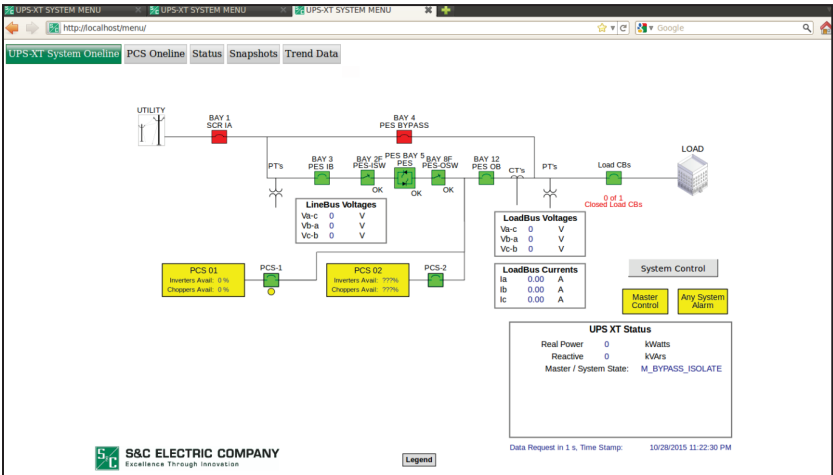 UPS-XT SYSTEM MENU
UPS-XT SYSTEM MENU
UPS-XT SYSTEM MENU
http://localhost/menu/
Google
UPS-XT System Oneline PCS Oneline Status Snapshots Trend Data
UTILITY
BAY 1
SCR IA
BAY 4
PES BYPASS
PT's
BAY 3
PES IB
BAY 2F
PES-ISW
OK
PES BAY 5
PES
OK
BAY 8F
PES-OSW
OK
BAY 12
PES OB
CT's
PT's
Load CBs
0 of 1
Closed Load CBs
LOAD
LineBus Voltages
Va-c 0 V
Vb-a 0 V
Vc-b 0 V
LoadBus Voltages
Va-c 0 V
Vb-a 0 V
Vc-b 0 V
PCS 01
Inverters Avail: 0 %
Choppers Avail: 0 %
PCS-1
PCS 02
Inverters Avail: ???%
Choppers Avail: ???%
PCS-2
LoadBus Currents
Ia 0.00 A
Ib 0.00 A
Ic 0.00 A
System Control
Master
Control
Any System
Alarm
UPS XT Status
Real Power 0 kWatts
Reactive 0 kVArs
Master / System State: M_BYPASS_ISOLATE
S&C ELECTRIC COMPANY
Excellence Through Innovation
Legend
Data Request in 1 s, Time Stamp: 10/28/2015 11:22:30 PM